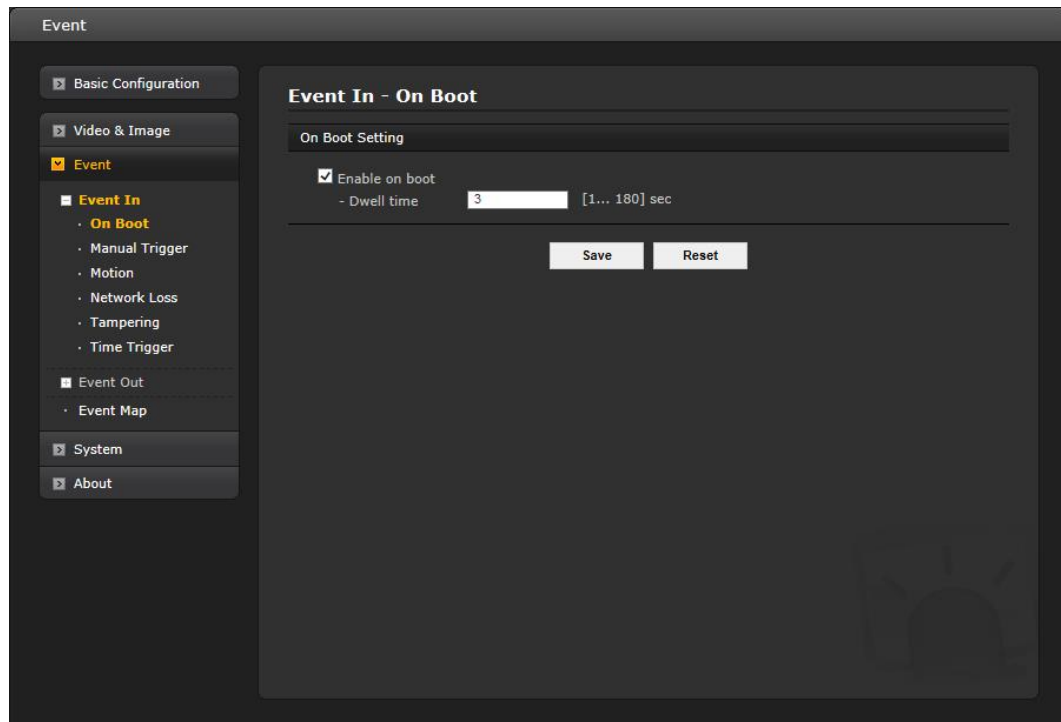 Event
Basic Configuration
Video & Image
Event
Event In
· On Boot
· Manual Trigger
· Motion
· Network Loss
· Tampering
· Time Trigger
Event Out
· Event Map
System
About
Event In - On Boot
On Boot Setting
Enable on boot
- Dwell time 3 [1... 180] sec
Save Reset